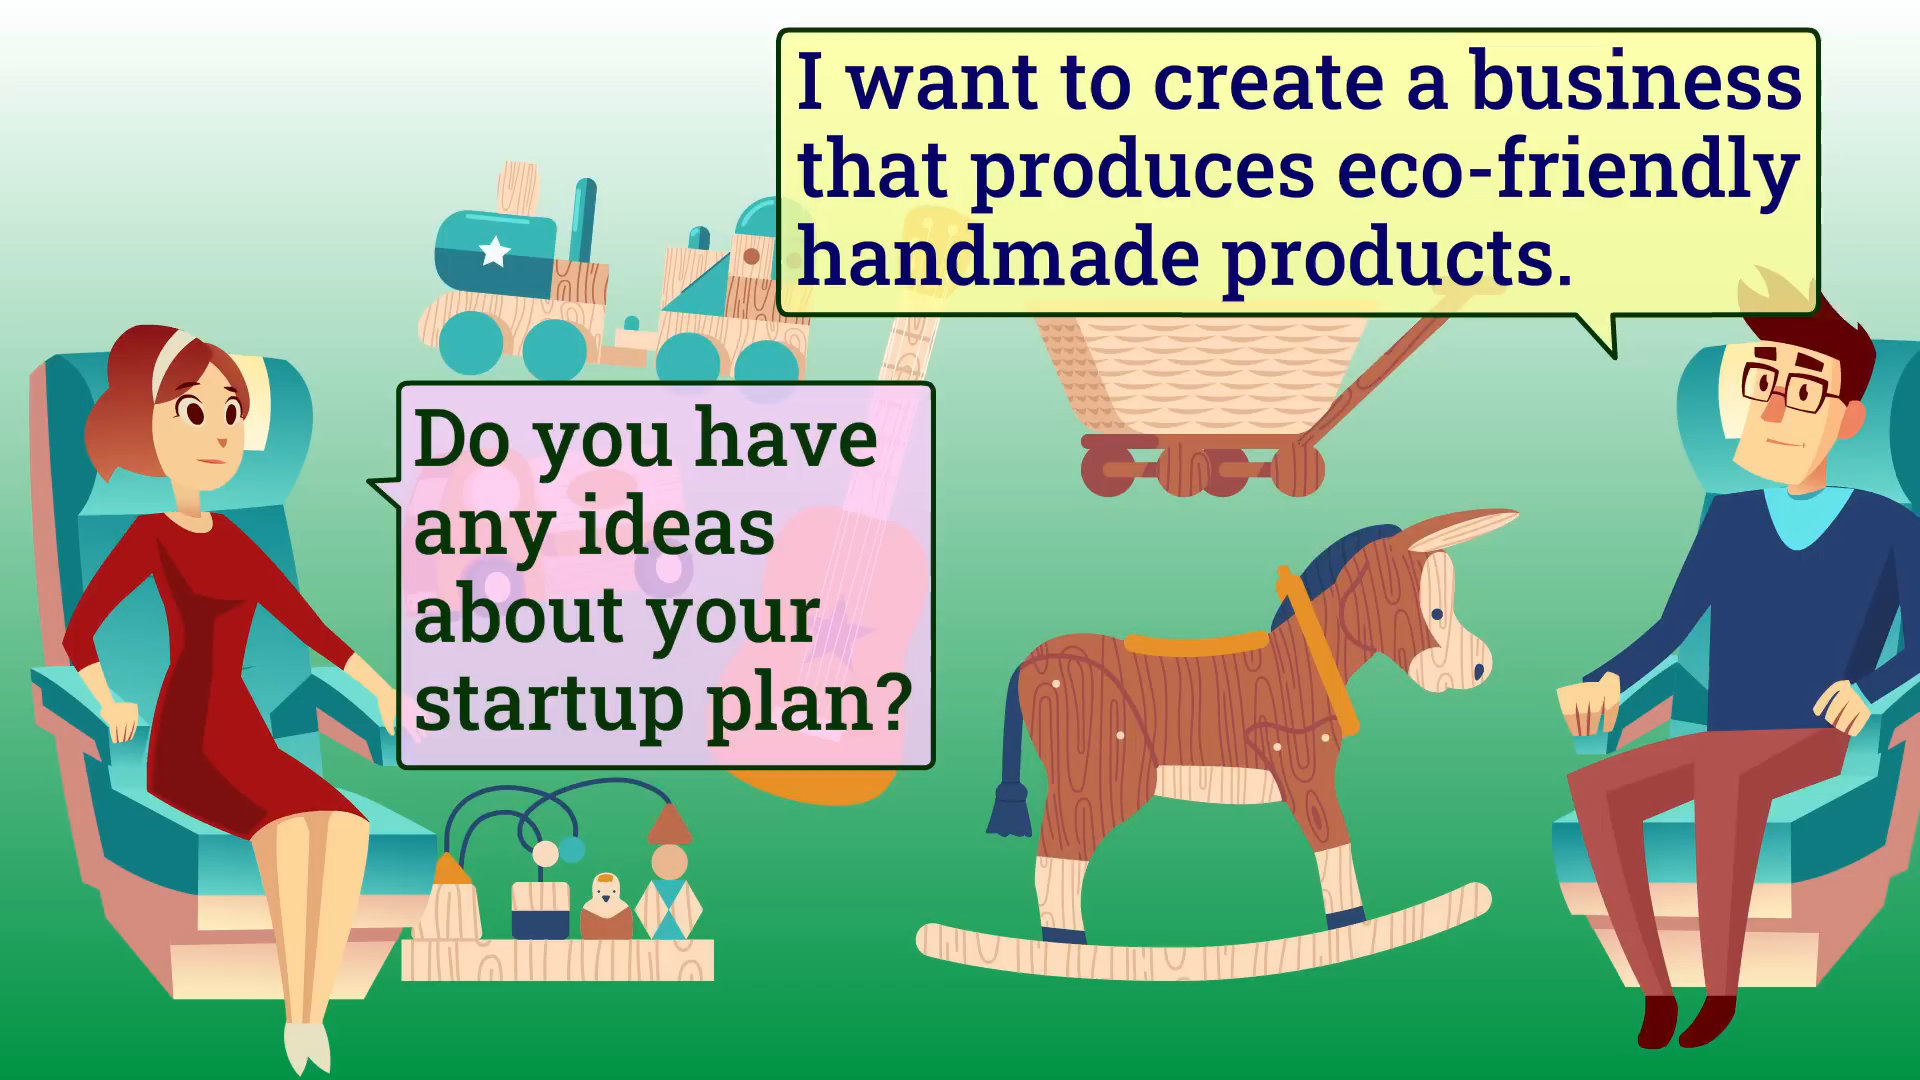 I want to create a business
that produces eco-friendly
handmade products.
Do you have
any ideas
about your
startup plan?